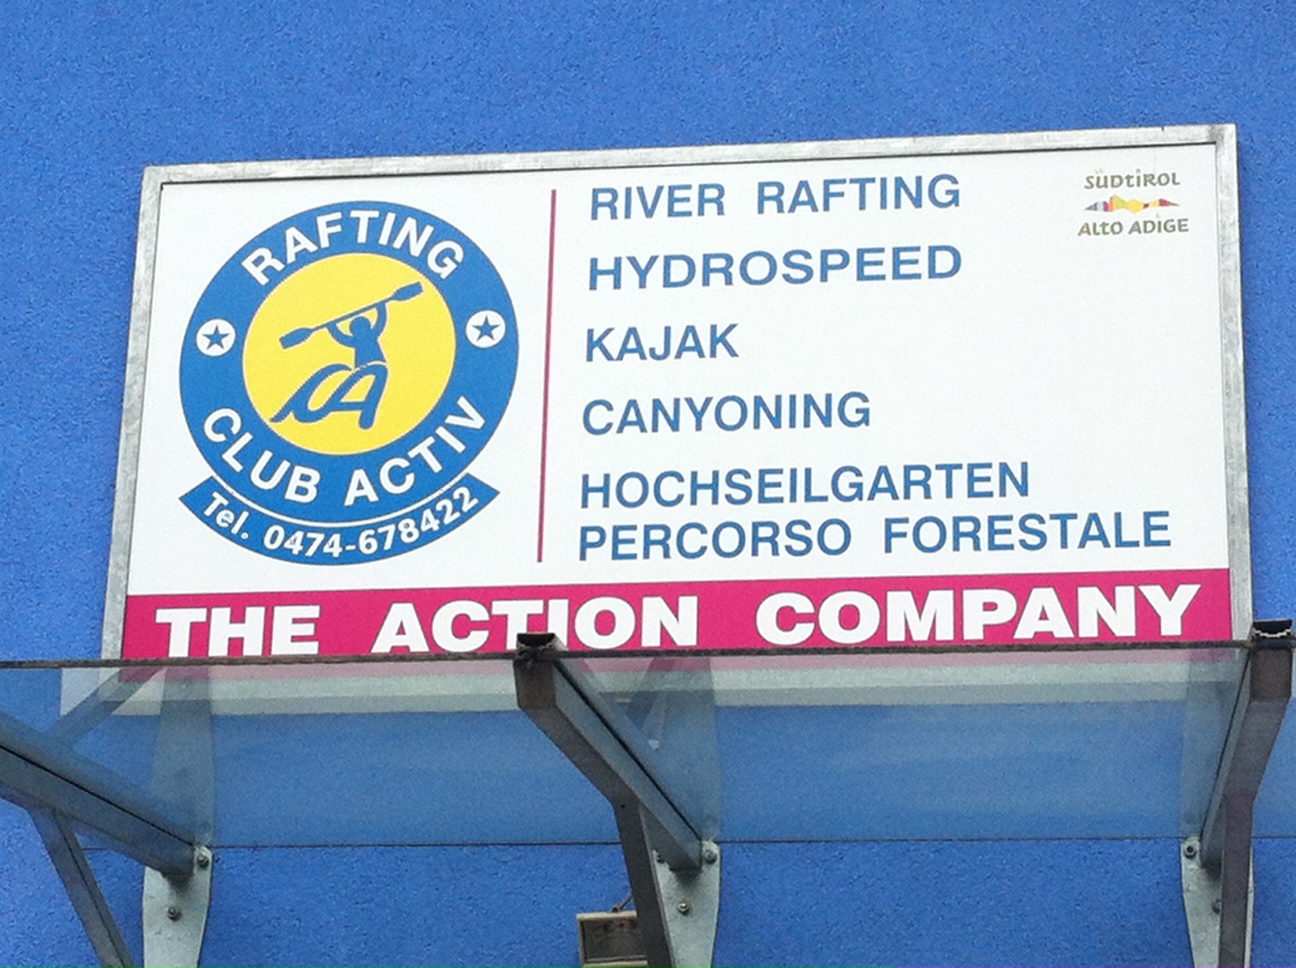 RAFTING
CLUB ACTIV
Tel. 0474-678422
CA
RIVER RAFTING
HYDROSPEED
KAJAK
CANYONING
HOCHSEILGARTEN
PERCORSO FORESTALE
SÜDTIROL
ALTO ADIGE
THE ACTION COMPANY